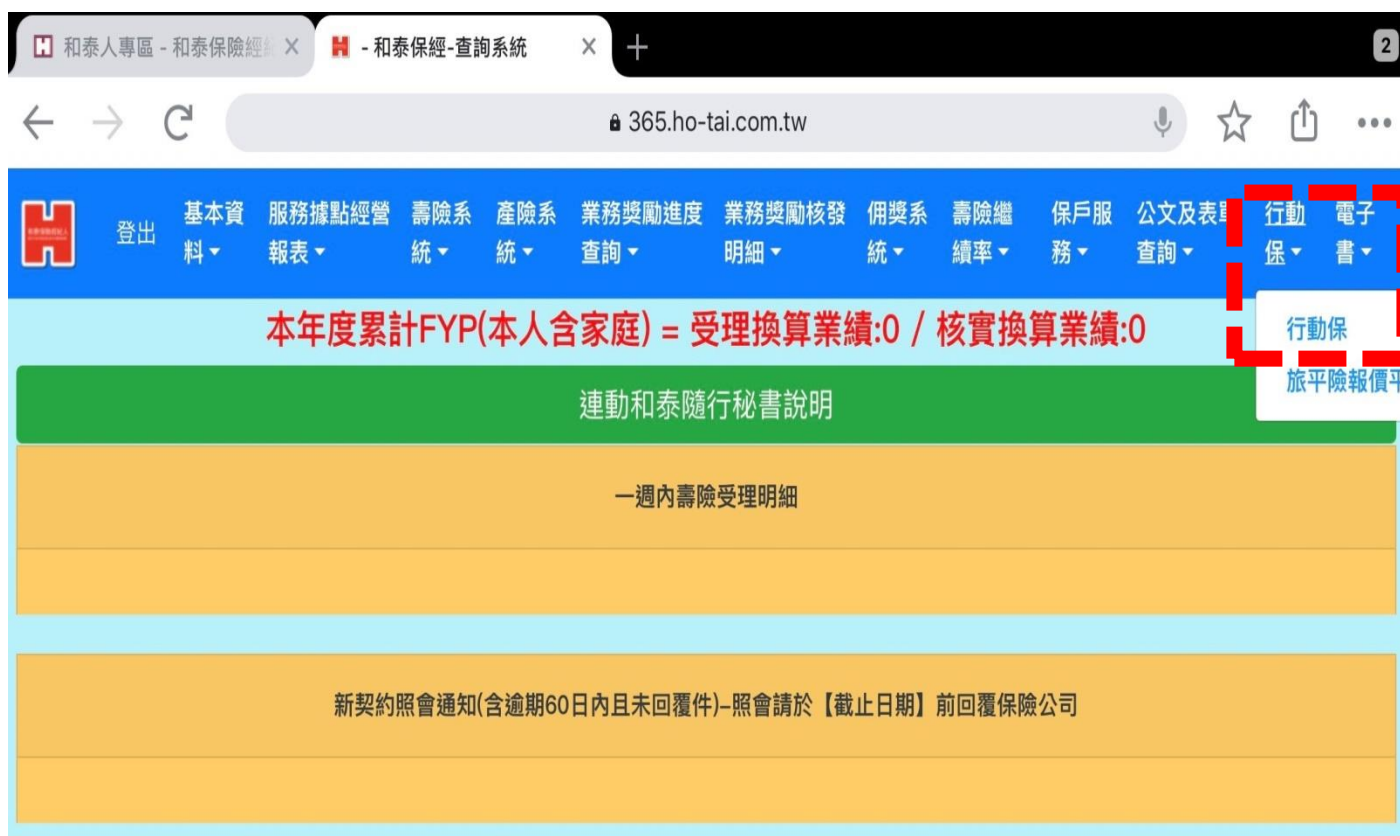 和泰人專區 - 和泰保險經
- 和泰保經-查詢系統
2
365.ho-tai.com.tw
登出
基本資料
服務據點經營報表
壽險系統
產險系統
業務獎勵進度查詢
業務獎勵核發明細
佣獎系統
壽險繼續率
保戶服務
公文及表單查詢
行動保
電子書
本年度累計FYP(本人含家庭) = 受理換算業績:0 / 核實換算業績:0
行動保
旅平險報價平
連動和泰隨行秘書說明
一週內壽險受理明細
新契約照會通知(含逾期60日內且未回覆件)–照會請於【截止日期】前回覆保險公司